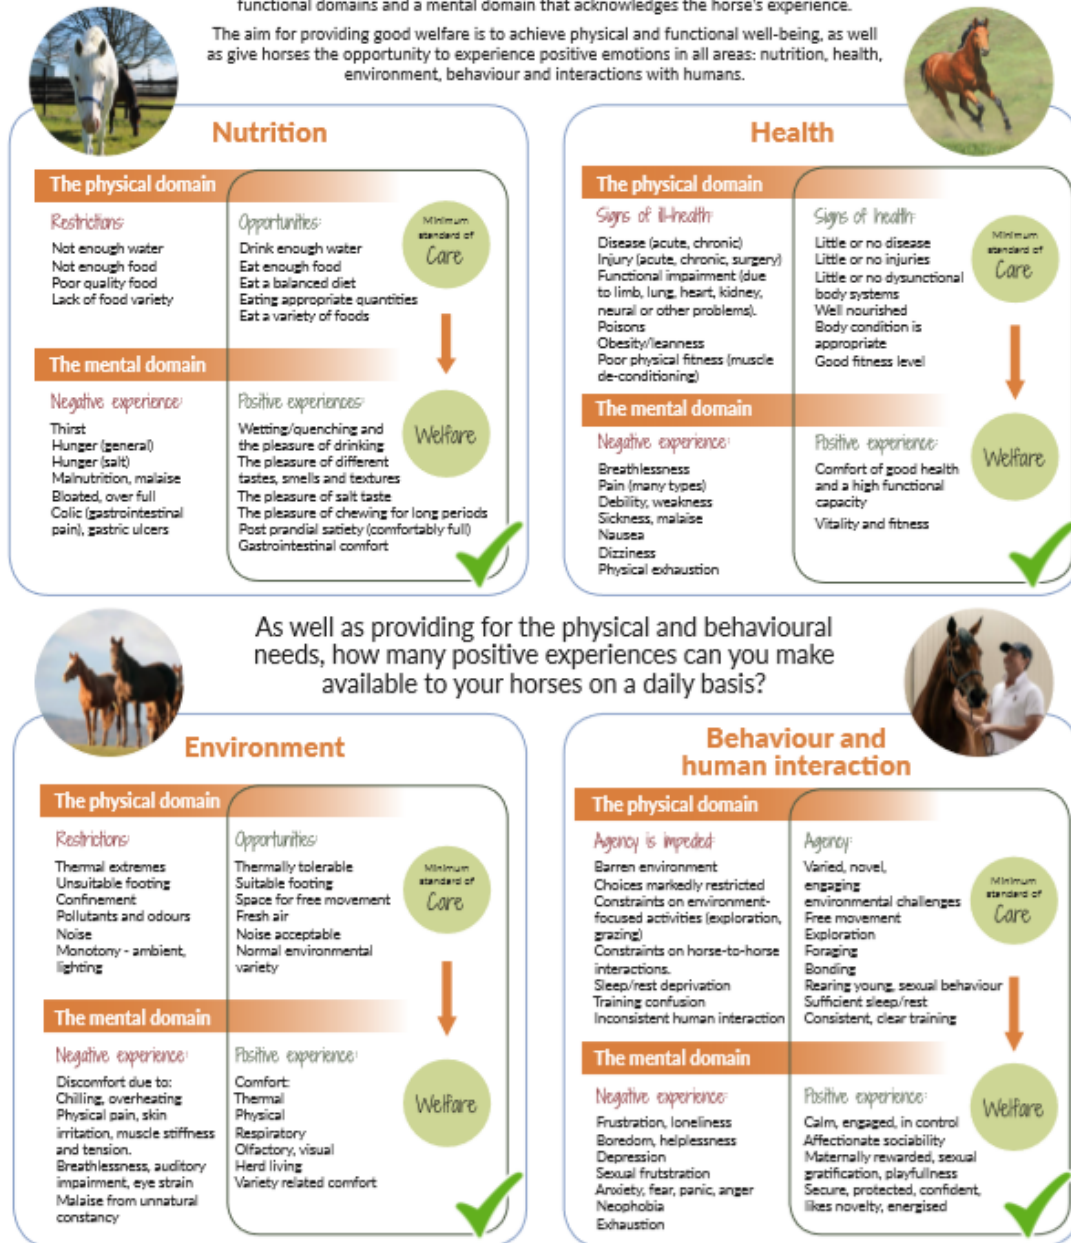 functional domains and a mental domain that acknowledges the horse's experience.
The aim for providing good welfare is to achieve physical and functional well-being, as well
as give horses the opportunity to experience positive emotions in all areas: nutrition, health,
environment, behaviour and interactions with humans.
Nutrition
The physical domain
Restrictions:
Not enough water
Not enough food
Poor quality food
Lack of food variety
Opportunities:
Drink enough water
Eat enough food
Eat a balanced diet
Eating appropriate quantities
Eat a variety of foods
Minimum
standard of
Care
The mental domain
Negative experience:
Thirst
Hunger (general)
Hunger (salt)
Malnutrition, malaise
Bloated, over full
Colic (gastrointestinal
pain), gastric ulcers
Positive experiences:
Wetting/quenching and
the pleasure of drinking
The pleasure of different
tastes, smells and textures
The pleasure of salt taste
The pleasure of chewing for long periods
Post prandial satiety (comfortably full)
Gastrointestinal comfort
Welfare
Health
The physical domain
Signs of ill-health:
Disease (acute, chronic)
Injury (acute, chronic, surgery)
Functional impairment (due
to limb, lung, heart, kidney,
neural or other problems).
Poisons
Obesity/leanness
Poor physical fitness (muscle
de-conditioning)
Signs of health:
Little or no disease
Little or no injuries
Little or no dysunctional
body systems
Well nourished
Body condition is
appropriate
Good fitness level
Minimum
standard of
Care
The mental domain
Negative experience:
Breathlessness
Pain (many types)
Debility, weakness
Sickness, malaise
Nausea
Dizziness
Physical exhaustion
Positive experience:
Comfort of good health
and a high functional
capacity
Vitality and fitness
Welfare
As well as providing for the physical and behavioural
needs, how many positive experiences can you make
available to your horses on a daily basis?
Environment
The physical domain
Restrictions:
Thermal extremes
Unsuitable footing
Confinement
Pollutants and odours
Noise
Monotony - ambient,
lighting
Opportunities:
Thermally tolerable
Suitable footing
Space for free movement
Fresh air
Noise acceptable
Normal environmental
variety
Minimum
standard of
Care
The mental domain
Negative experience:
Discomfort due to:
Chilling, overheating
Physical pain, skin
irritation, muscle stiffness
and tension.
Breathlessness, auditory
impairment, eye strain
Malaise from unnatural
constancy
Positive experience:
Comfort:
Thermal
Physical
Respiratory
Olfactory, visual
Herd living
Variety related comfort
Welfare
Behaviour and
human interaction
The physical domain
Agency is impeded:
Barren environment
Choices markedly restricted
Constraints on environment-
focused activities (exploration,
grazing)
Constraints on horse-to-horse
interactions.
Sleep/rest deprivation
Training confusion
Inconsistent human interaction
Agency:
Varied, novel,
engaging
environmental challenges
Free movement
Exploration
Foraging
Bonding
Rearing young, sexual behaviour
Sufficient sleep/rest
Consistent, clear training
Minimum
standard of
Care
The mental domain
Negative experience:
Frustration, loneliness
Boredom, helplessness
Depression
Sexual frutstration
Anxiety, fear, panic, anger
Neophobia
Exhaustion
Positive experience:
Calm, engaged, in control
Affectionate sociability
Maternally rewarded, sexual
gratification, playfullness
Secure, protected, confident,
likes novelty, energised
Welfare